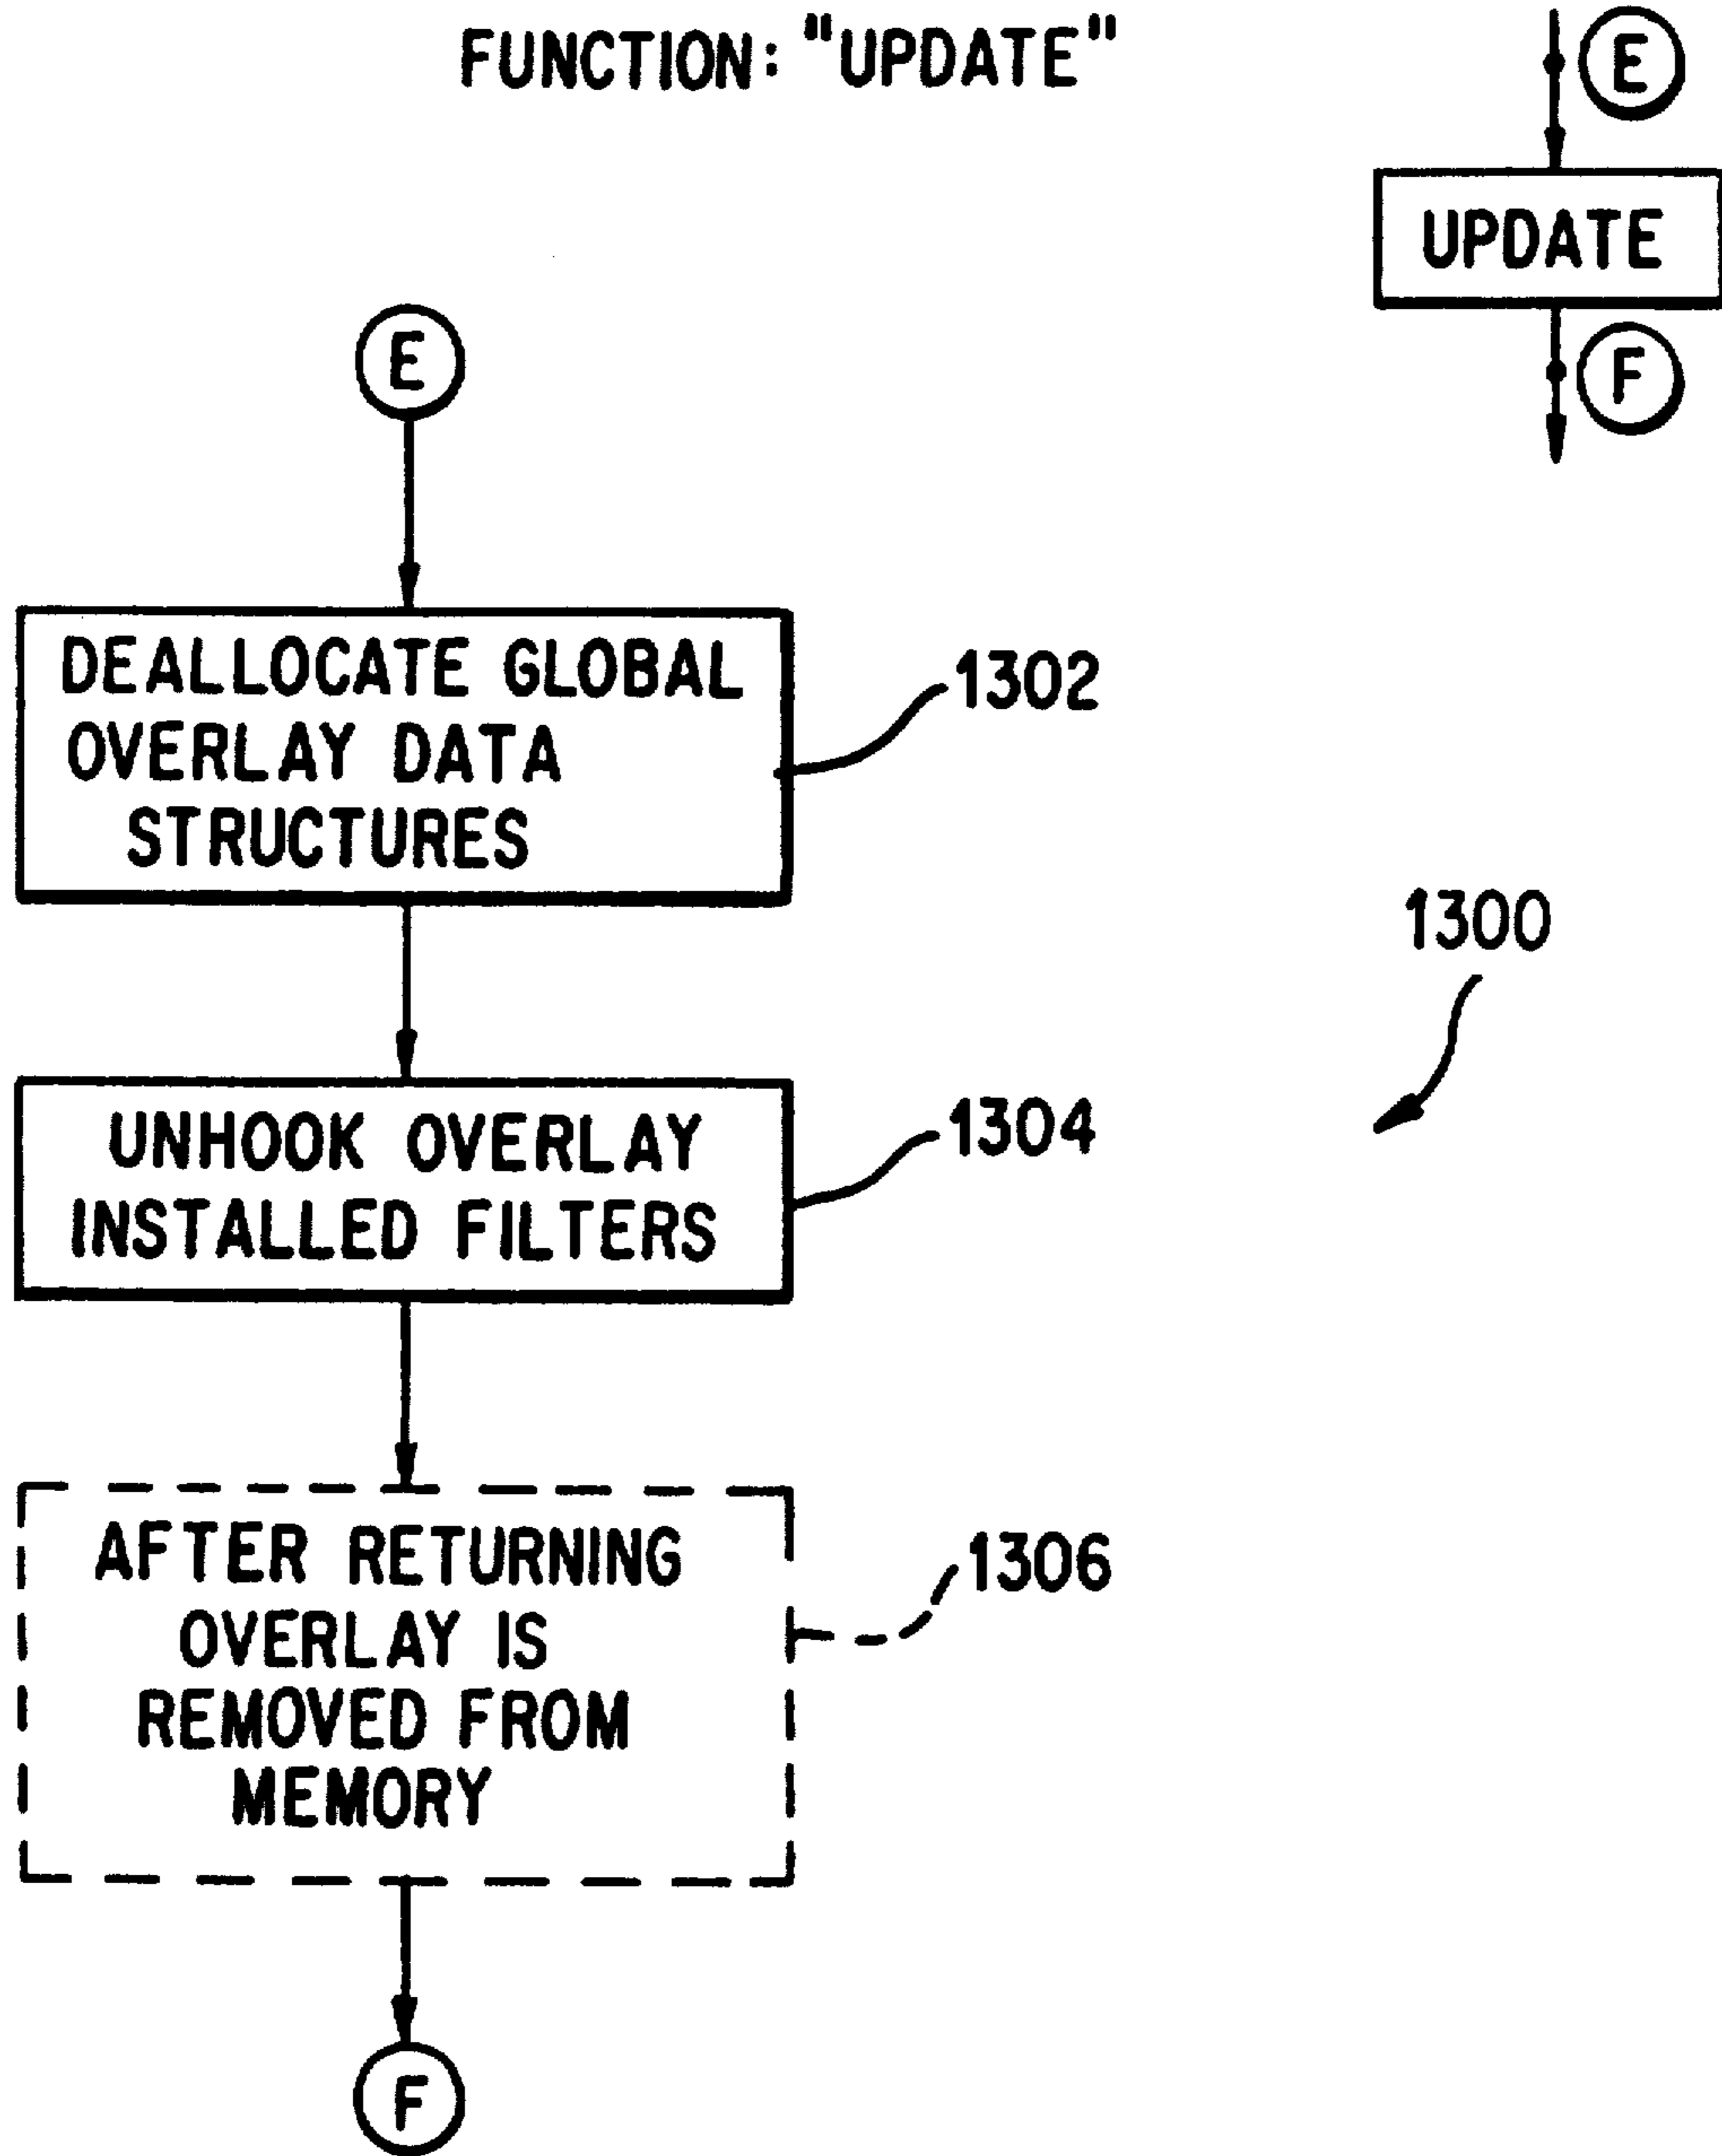 FUNCTION: "UPDATE"
E
UPDATE
F
E
DEALLOCATE GLOBAL
OVERLAY DATA
STRUCTURES
1302
1300
UNHOOK OVERLAY
INSTALLED FILTERS
1304
AFTER RETURNING
OVERLAY IS
REMOVED FROM
MEMORY
1306
F